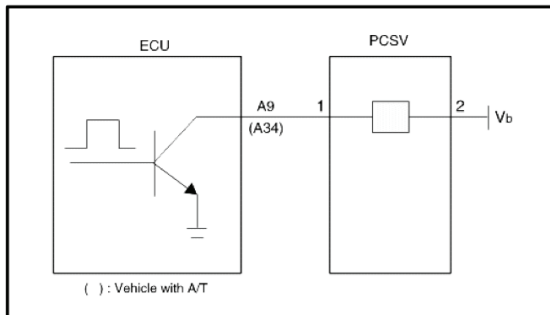 ECU
PCSV
A9
(A34)
1
2
Vb
( ) : Vehicle with A/T